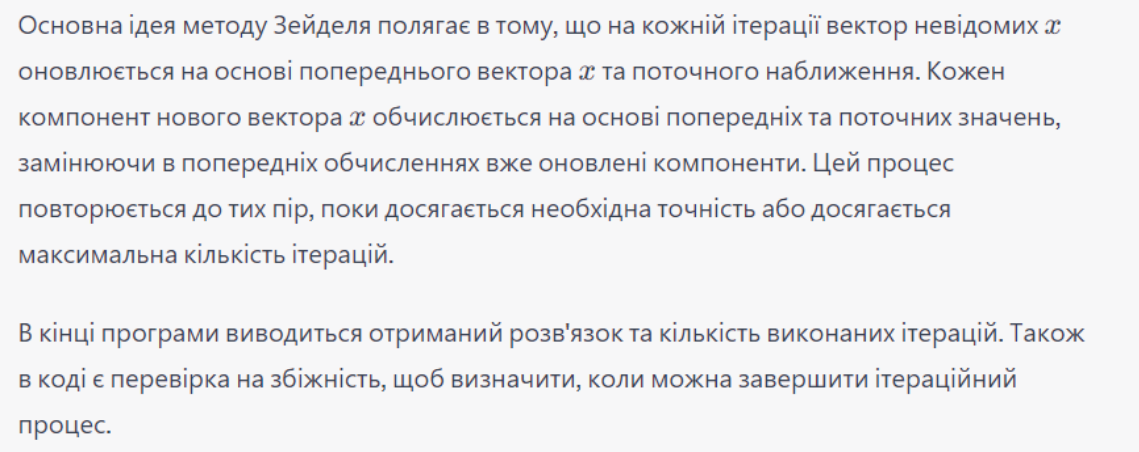 Основна ідея методу Зейделя полягає в тому, що на кожній ітерації вектор невідомих x
оновлюється на основі попереднього вектора x та поточного наближення. Кожен
компонент нового вектора x обчислюється на основі попередніх та поточних значень,
замінюючи в попередніх обчисленнях вже оновлені компоненти. Цей процес
повторюється до тих пір, поки досягається необхідна точність або досягається
максимальна кількість ітерацій.
В кінці програми виводиться отриманий розв'язок та кількість виконаних ітерацій. Також
в коді є перевірка на збіжність, щоб визначити, коли можна завершити ітераційний
процес.